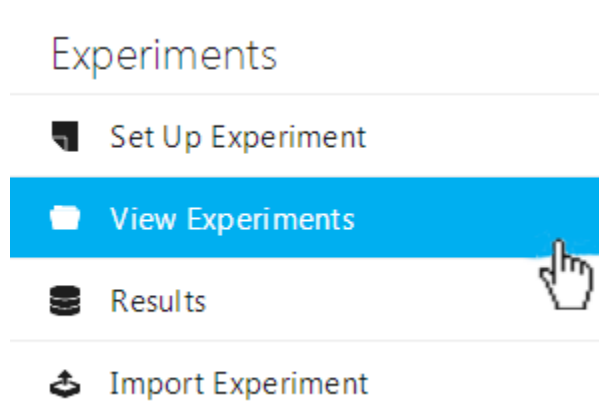 Experiments
Set Up Experiment
View Experiments
Results
Import Experiment